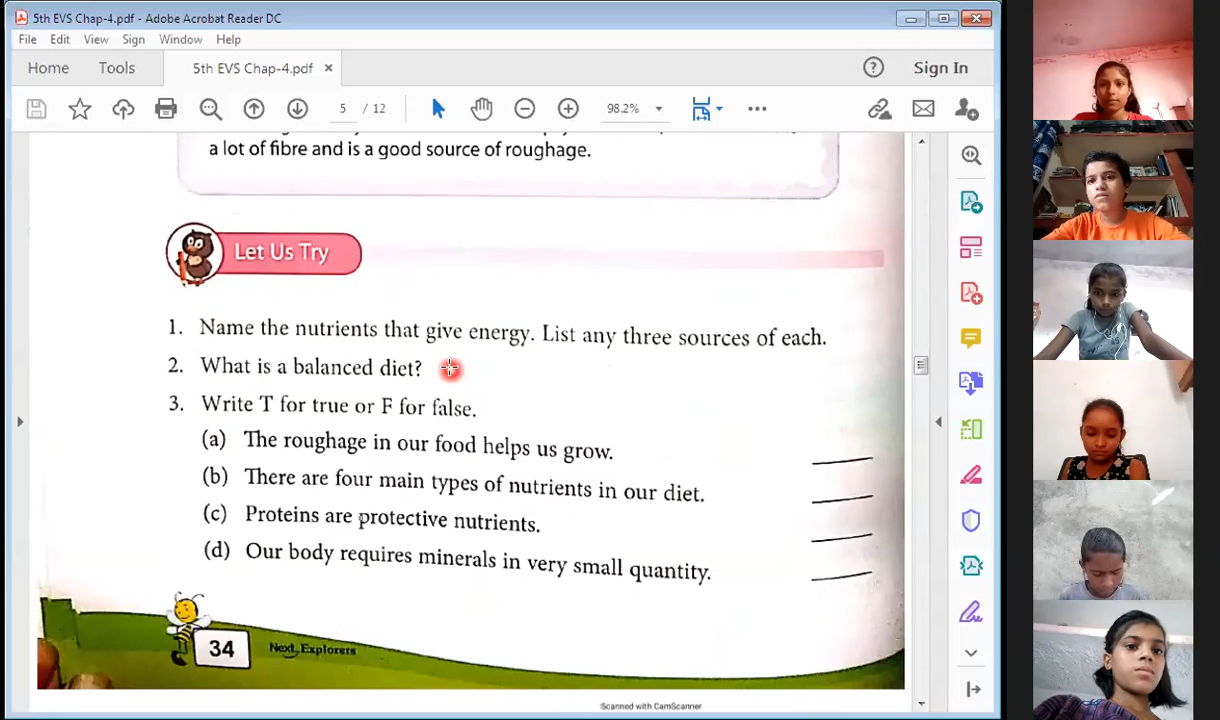 5th EVS Chap-4.pdf - Adobe Acrobat Reader DC
File Edit View Sign Window Help
Home Tools 5th EVS Chap-4.pdf × Sign In
5 / 12 98.2%
a lot of fibre and is a good source of roughage.
Let Us Try
1. Name the nutrients that give energy. List any three sources of each.
2. What is a balanced diet?
3. Write T for true or F for false.
(a) The roughage in our food helps us grow.
(b) There are four main types of nutrients in our diet.
(c) Proteins are protective nutrients.
(d) Our body requires minerals in very small quantity.
34 Next Explorers
Scanned with CamScanner